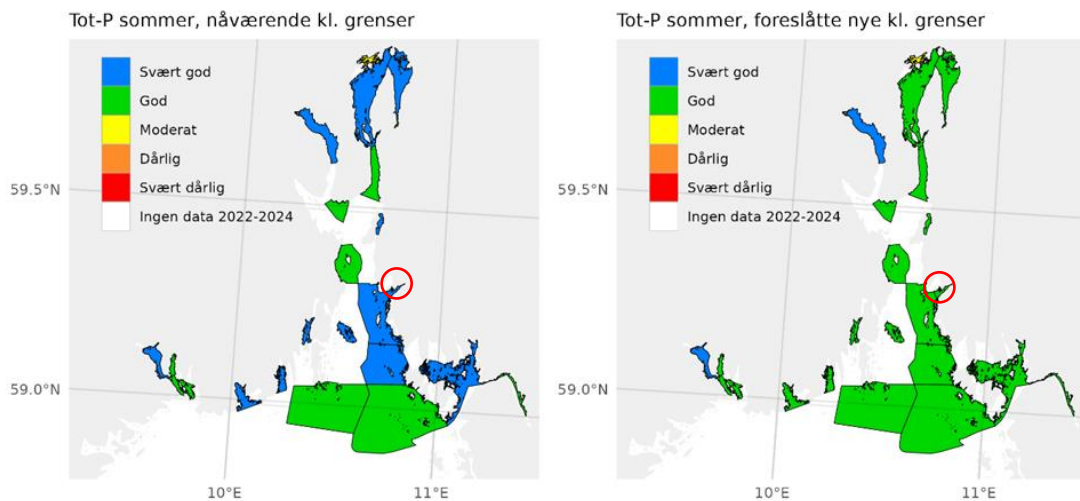 Tot-P sommer, nåværende kl. grenser
Svært god
God
Moderat
Dårlig
Svært dårlig
Ingen data 2022-2024
59.5°N
59.0°N
10°E
11°E
Tot-P sommer, foreslåtte nye kl. grenser
Svært god
God
Moderat
Dårlig
Svært dårlig
Ingen data 2022-2024
59.5°N
59.0°N
10°E
11°E